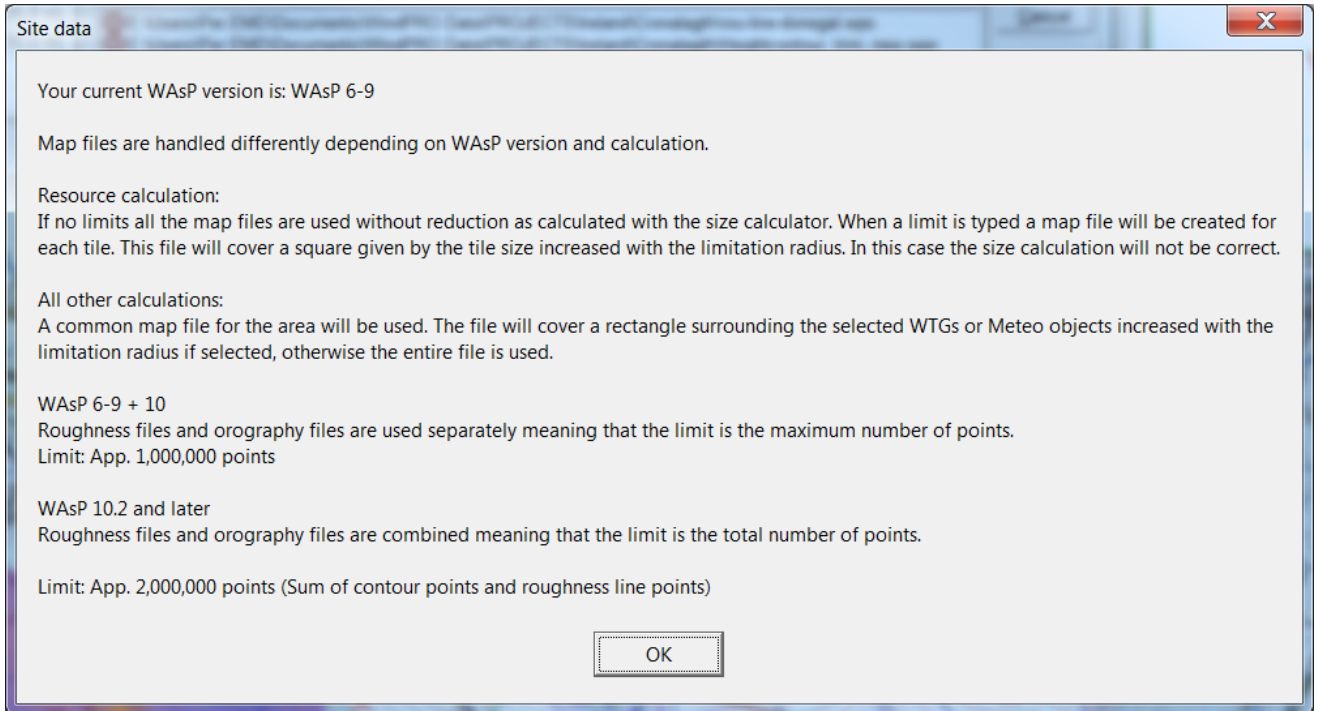 Site data
Your current WAsP version is: WAsP 6-9
Map files are handled differently depending on WAsP version and calculation.
Resource calculation:
If no limits all the map files are used without reduction as calculated with the size calculator. When a limit is typed a map file will be created for
each tile. This file will cover a square given by the tile size increased with the limitation radius. In this case the size calculation will not be correct.
All other calculations:
A common map file for the area will be used. The file will cover a rectangle surrounding the selected WTGs or Meteo objects increased with the
limitation radius if selected, otherwise the entire file is used.
WAsP 6-9 + 10
Roughness files and orography files are used separately meaning that the limit is the maximum number of points.
Limit: App. 1,000,000 points
WAsP 10.2 and later
Roughness files and orography files are combined meaning that the limit is the total number of points.
Limit: App. 2,000,000 points (Sum of contour points and roughness line points)
OK